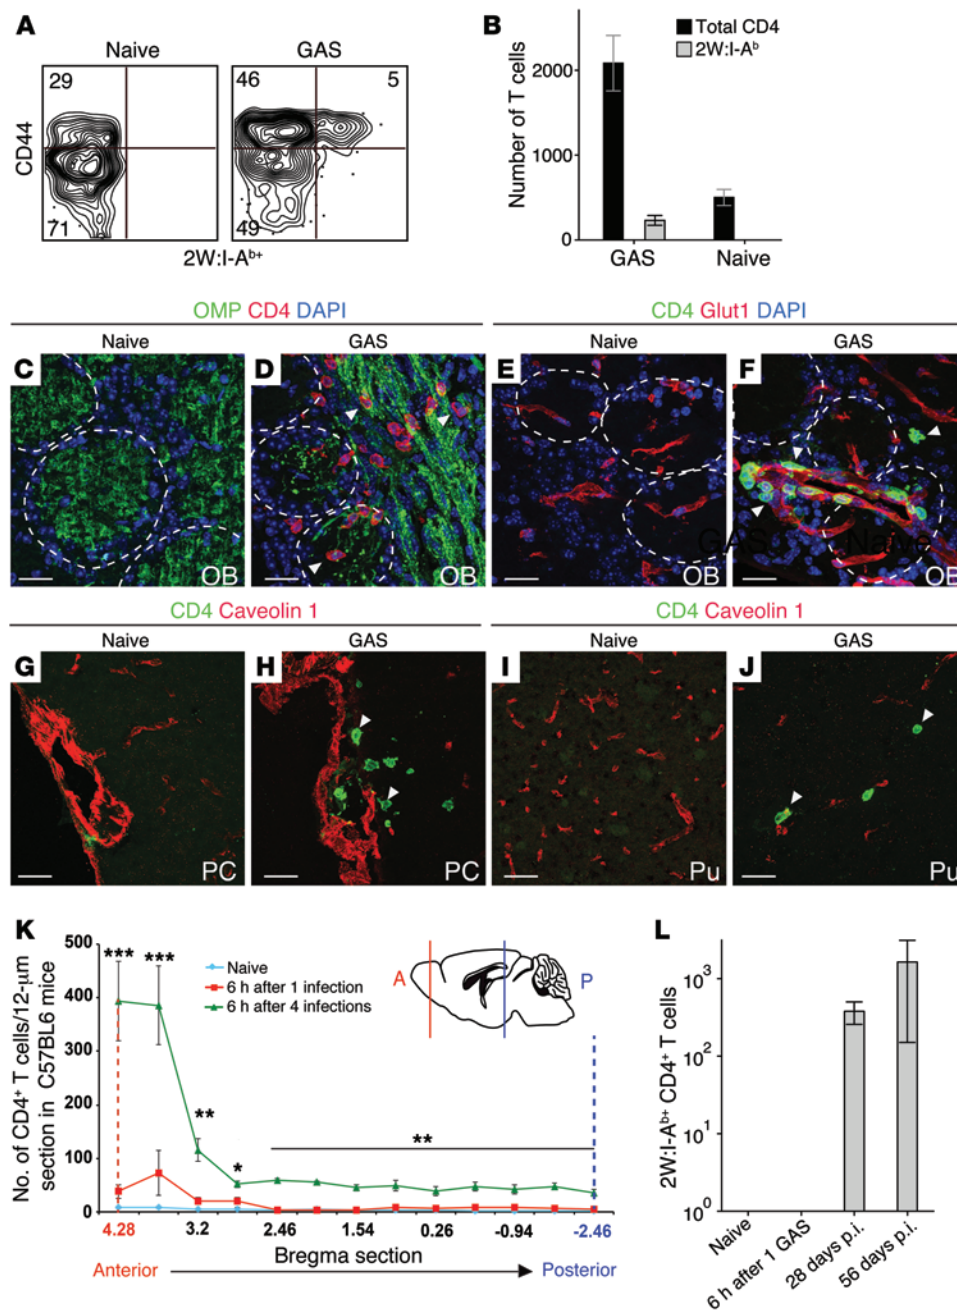 A
Naive
GAS
29
46
5
CD44
71
49
2W:I-Aᵇ⁺
B
Total CD4
2W:I-Aᵇ
Number of T cells
2000
1000
0
GAS
Naive
OMP CD4 DAPI
CD4 Glut1 DAPI
Naive
GAS
Naive
GAS
C
D
E
F
GAS
Naive
OB
OB
OB
OB
CD4 Caveolin 1
CD4 Caveolin 1
Naive
GAS
Naive
GAS
G
H
I
J
PC
PC
Pu
Pu
K
No. of CD4⁺ T cells/12-μm
section in C57BL6 mice
500
400
300
200
100
0
***
***
**
*
**
Naive
6 h after 1 infection
6 h after 4 infections
A
P
4.28
3.2
2.46
1.54
0.26
-0.94
-2.46
Bregma section
Anterior
Posterior
L
2W:I-Aᵇ⁺ CD4⁺ T cells
10³
10²
10¹
10⁰
Naive
6 h after 1 GAS
28 days p.i.
56 days p.i.